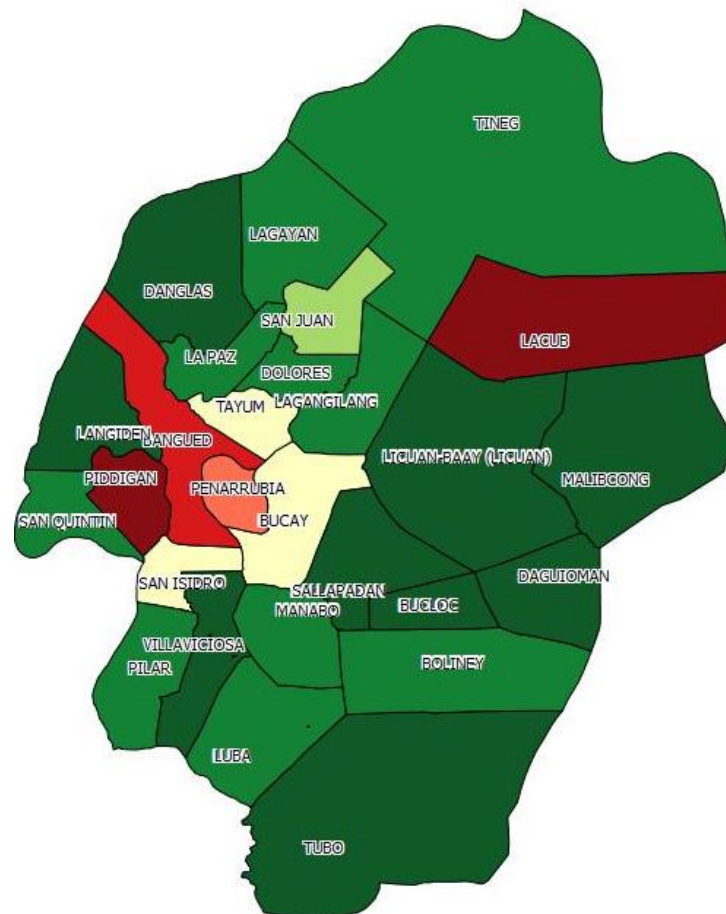 TINEG
LAGAYAN
DANGLAS
SAN JUAN
LACUB
LA PAZ
DOLORES
TAYUM
LAGANGILANG
LANGIDEN
BANGUED
LICUAN-BAAY (LICUAN)
PIDDIGAN
MALIBCONG
PENARRUBIA
SAN QUINTIN
BUCAY
SAN ISIDRO
SALLAPADAN
DAGUIOMAN
MANABO
BUCLOC
VILLAVICIOSA
PILAR
BOLINEY
LUBA
TUBO